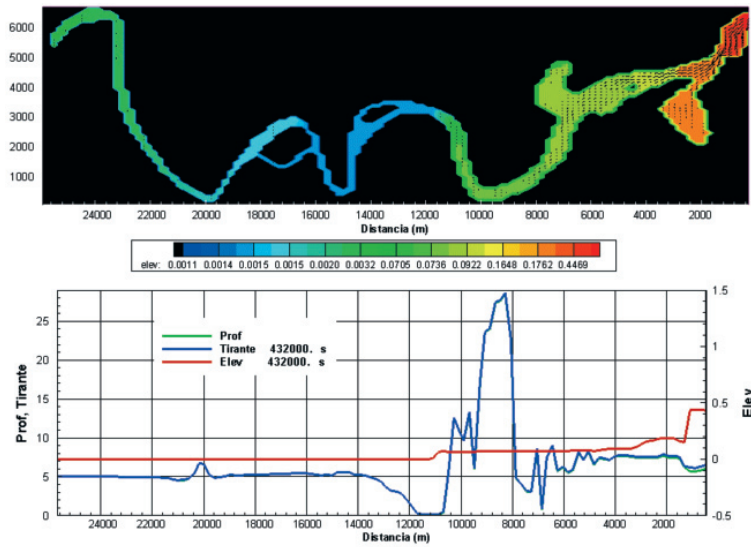 6000
5000
4000
3000
2000
1000
24000 22000 20000 18000 16000 14000 12000 10000 8000 6000 4000 2000
Distancia (m)
elev: 0.0011 0.0014 0.0015 0.0015 0.0020 0.0032 0.0705 0.0736 0.0922 0.1648 0.1762 0.4469
25
20
15
10
5
0
Prof, Tirante
Prof
Tirante 432000. s
Elev 432000. s
1.5
1
0.5
0
-0.5
Elev
24000 22000 20000 18000 16000 14000 12000 10000 8000 6000 4000 2000
Distancia (m)